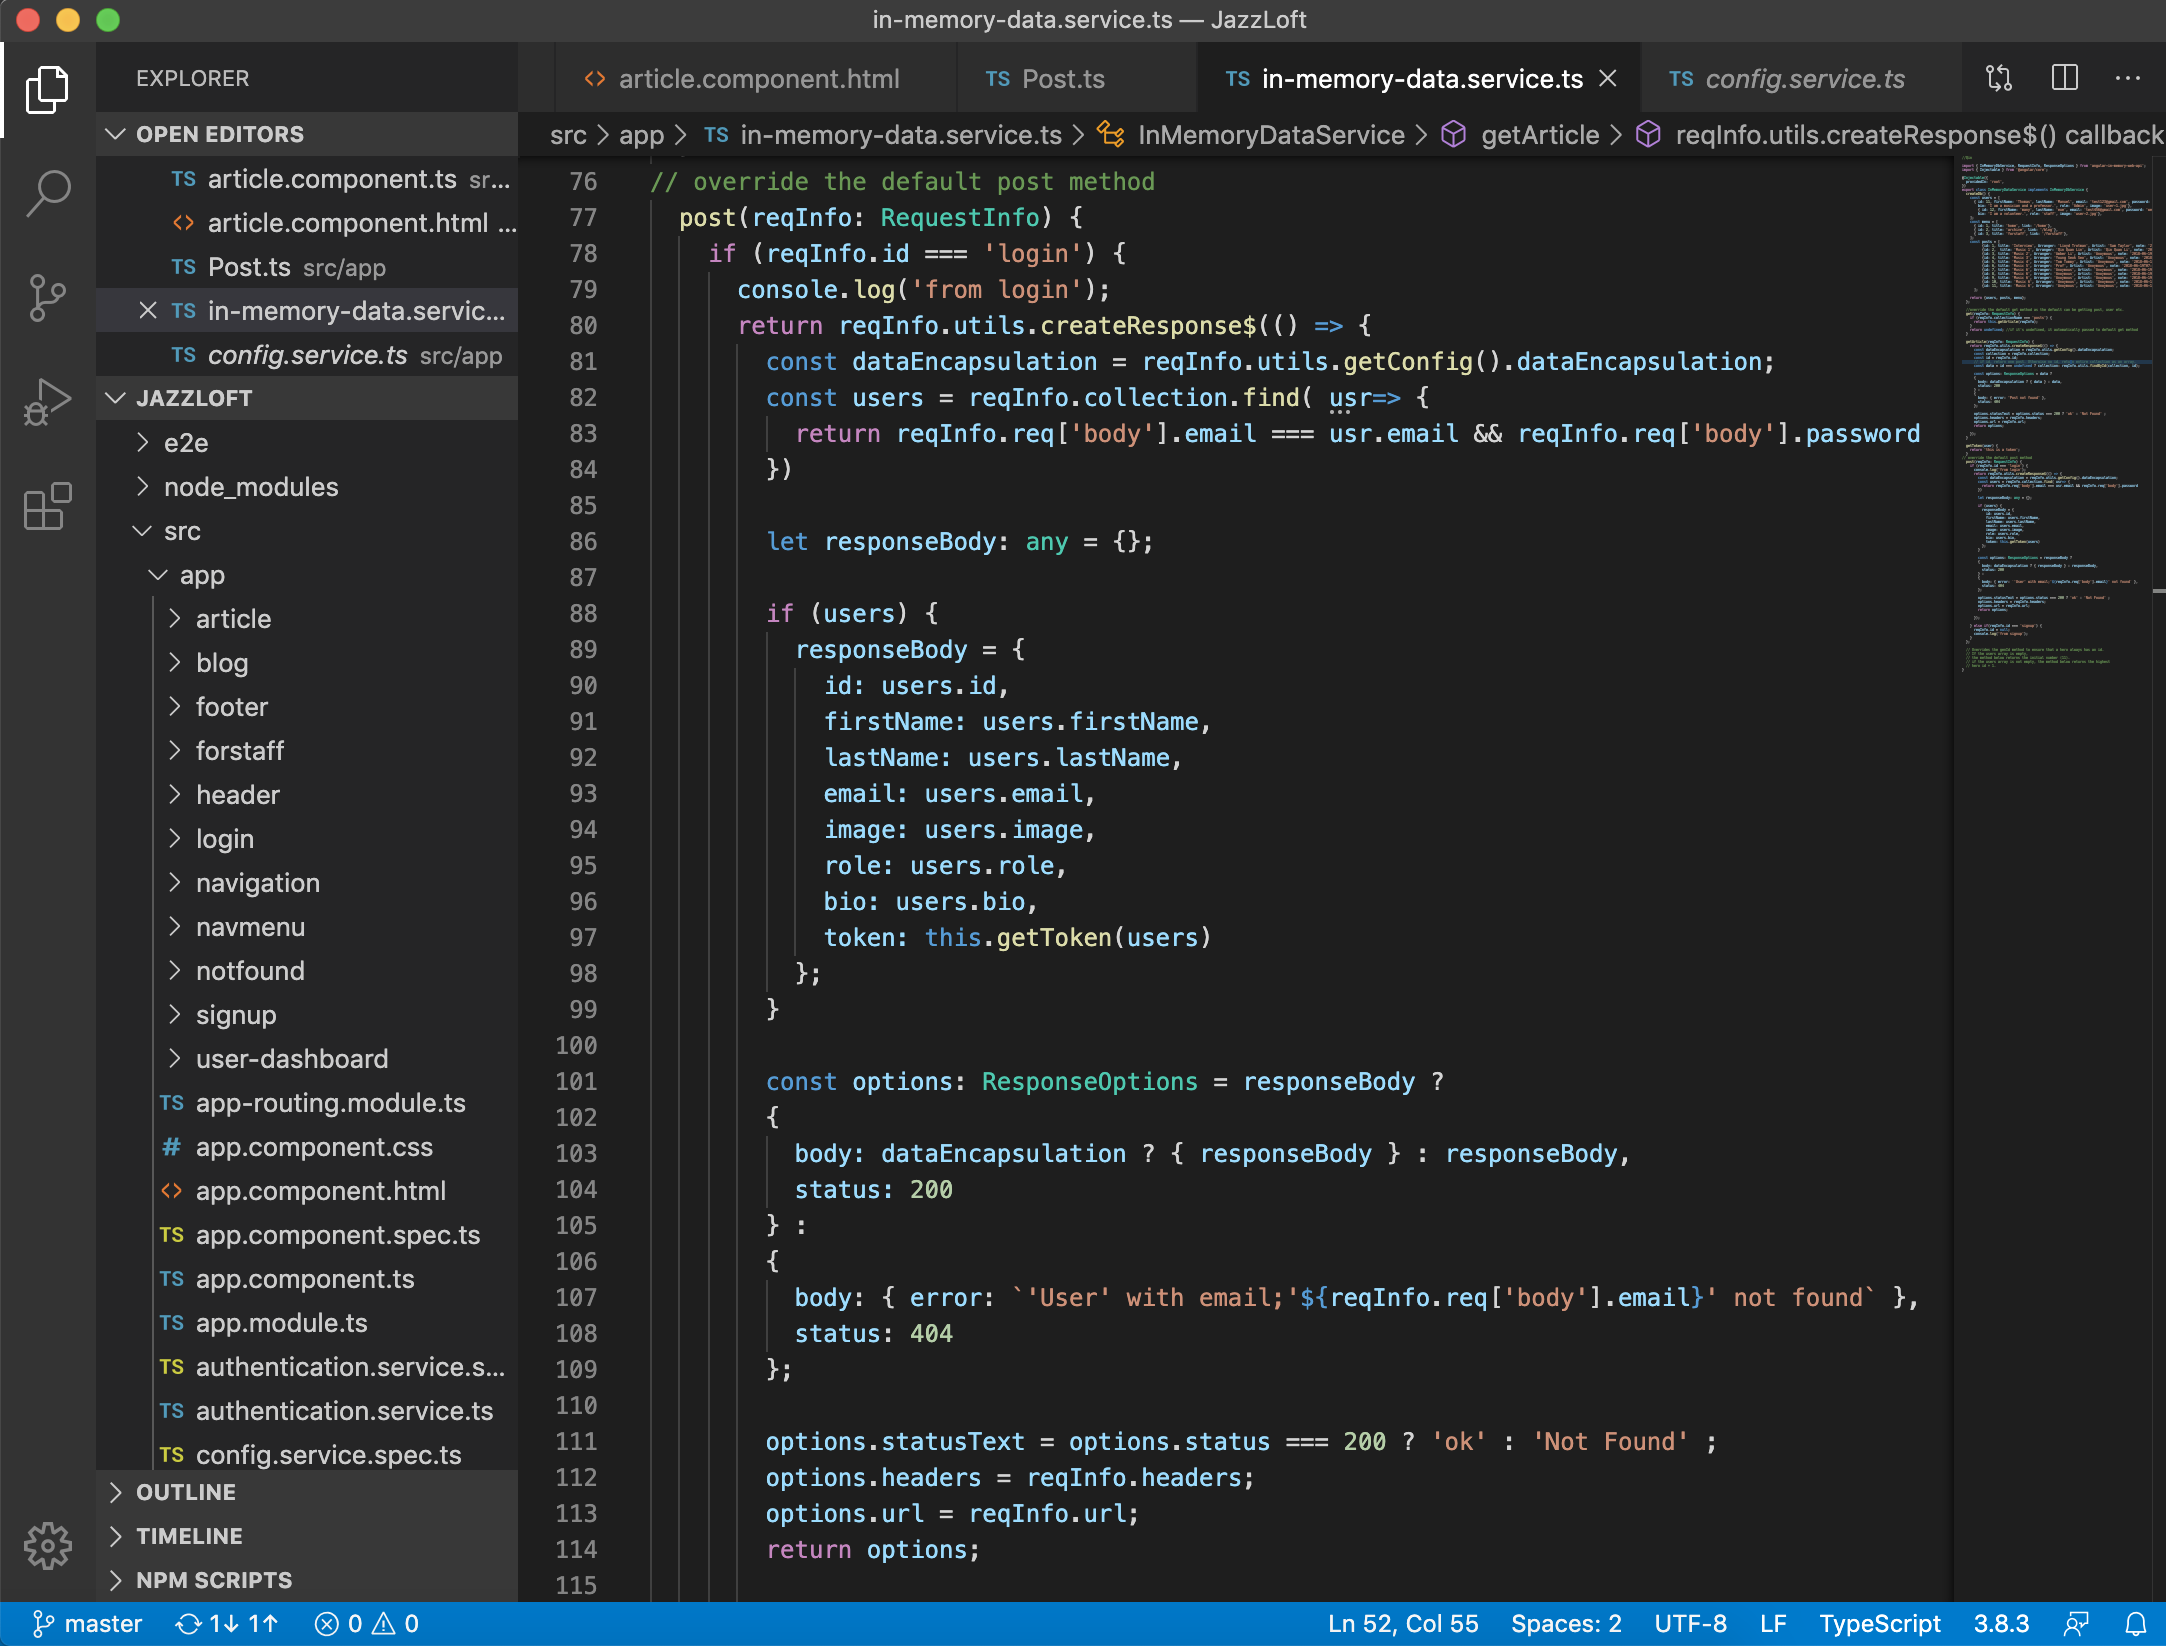 in-memory-data.service.ts — JazzLoft
EXPLORER
OPEN EDITORS
TS article.component.ts sr...
<> article.component.html ...
TS Post.ts src/app
TS in-memory-data.servic...
TS config.service.ts src/app
JAZZLOFT
e2e
node_modules
src
app
article
blog
footer
forstaff
header
login
navigation
navmenu
notfound
signup
user-dashboard
TS app-routing.module.ts
# app.component.css
<> app.component.html
TS app.component.spec.ts
TS app.component.ts
TS app.module.ts
TS authentication.service.s...
TS authentication.service.ts
TS config.service.spec.ts
OUTLINE
TIMELINE
NPM SCRIPTS
<> article.component.html
TS Post.ts
TS in-memory-data.service.ts
TS config.service.ts
src > app > TS in-memory-data.service.ts > InMemoryDataService > getArticle > reqInfo.utils.createResponse$() callback
76 // override the default post method
77 post(reqInfo: RequestInfo) {
78 if (reqInfo.id === 'login') {
79 console.log('from login');
80 return reqInfo.utils.createResponse$(() => {
81 const dataEncapsulation = reqInfo.utils.getConfig().dataEncapsulation;
82 const users = reqInfo.collection.find( usr=> {
83 return reqInfo.req['body'].email === usr.email && reqInfo.req['body'].password
84 })
85
86 let responseBody: any = {};
87
88 if (users) {
89 responseBody = {
90 id: users.id,
91 firstName: users.firstName,
92 lastName: users.lastName,
93 email: users.email,
94 image: users.image,
95 role: users.role,
96 bio: users.bio,
97 token: this.getToken(users)
98 };
99 }
100
101 const options: ResponseOptions = responseBody ?
102 {
103 body: dataEncapsulation ? { responseBody } : responseBody,
104 status: 200
105 } :
106 {
107 body: { error: `'User' with email;'${reqInfo.req['body'].email}' not found` },
108 status: 404
109 };
110
111 options.statusText = options.status === 200 ? 'ok' : 'Not Found' ;
112 options.headers = reqInfo.headers;
113 options.url = reqInfo.url;
114 return options;
115
master 1↓ 1↑ 0 0 Ln 52, Col 55 Spaces: 2 UTF-8 LF TypeScript 3.8.3